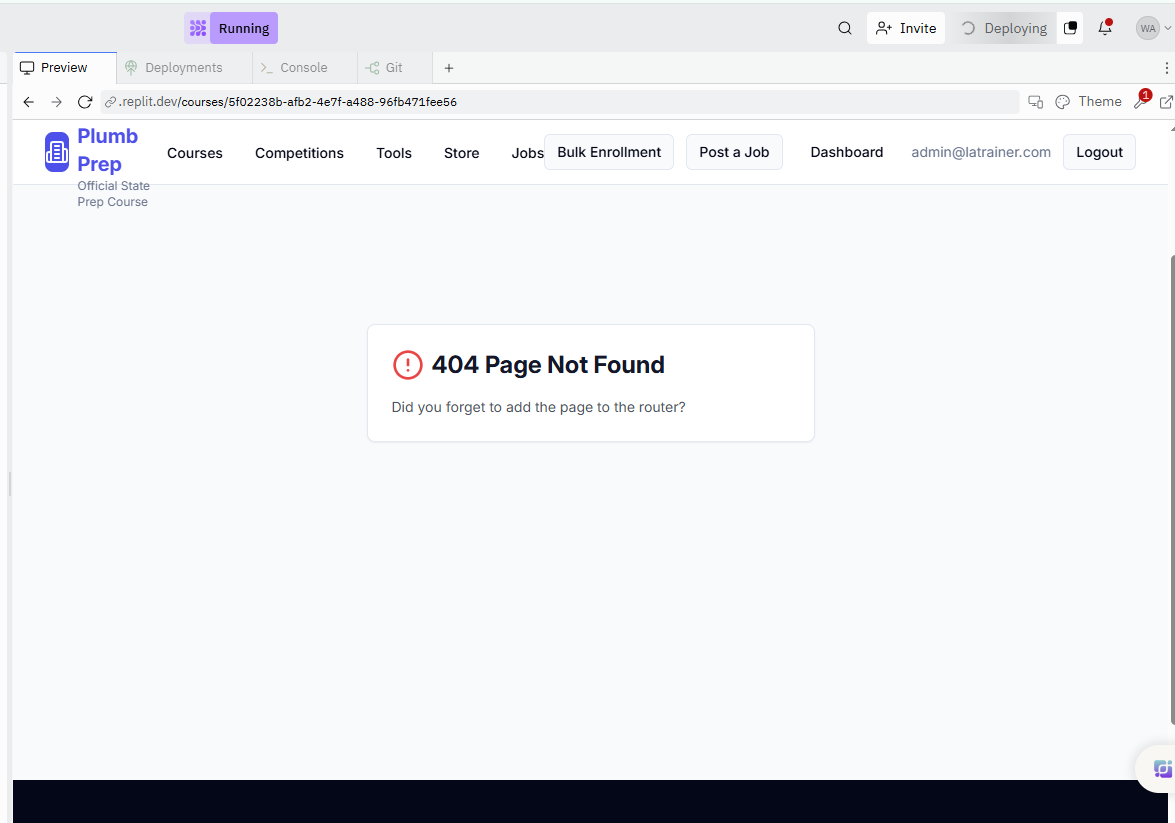 Running
Invite
Deploying
WA
Preview
Deployments
Console
Git
.replit.dev/courses/5f02238b-afb2-4e7f-a488-96fb471fee56
Theme
1
Plumb Prep
Official State
Prep Course
Courses
Competitions
Tools
Store
Jobs
Bulk Enrollment
Post a Job
Dashboard
admin@latrainer.com
Logout
404 Page Not Found
Did you forget to add the page to the router?